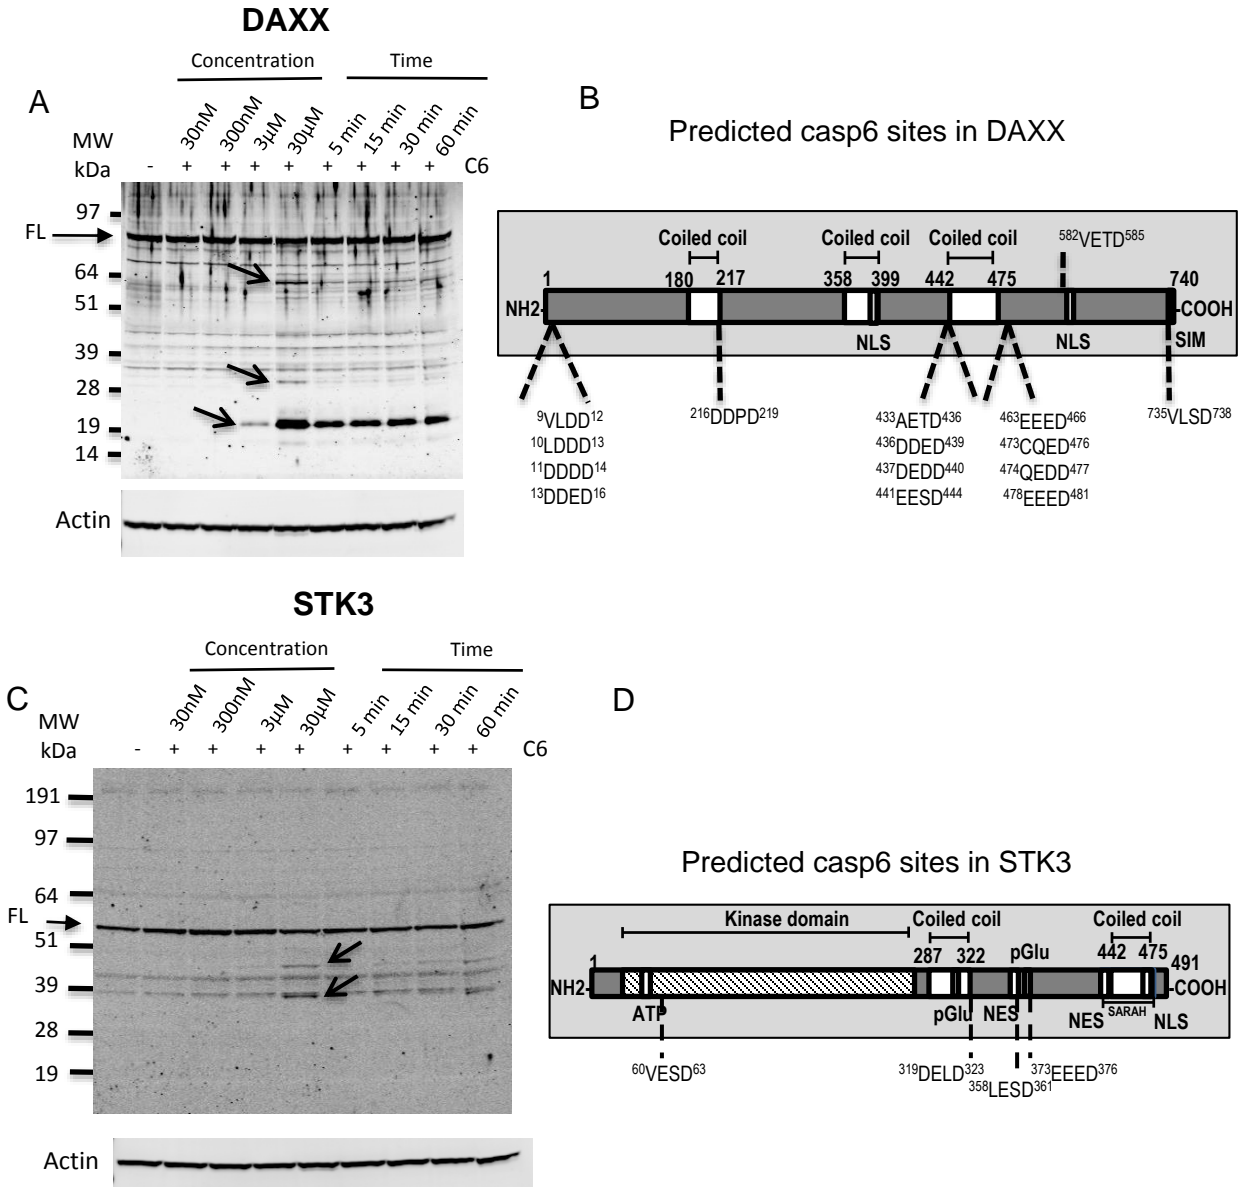 DAXX
Concentration Time
A
MW
kDa
30nM 300nM 3µM 30µM 5 min 15 min 30 min 60 min
- + + + + + + + + C6
97
FL
64
51
39
28
19
14
Actin
B
Predicted casp6 sites in DAXX
Coiled coil Coiled coil Coiled coil ⁵⁸²VETD⁵⁸⁵
1 180 217 358 399 442 475 740
NH2- -COOH
NLS NLS SIM
⁹VLDD¹² ²¹⁶DDPD²¹⁹ ⁴³³AETD⁴³⁶ ⁴⁶³EEED⁴⁶⁶ ⁷³⁵VLSD⁷³⁸
¹⁰LDDD¹³ ⁴³⁶DDED⁴³⁹ ⁴⁷³CQED⁴⁷⁶
¹¹DDDD¹⁴ ⁴³⁷DEDD⁴⁴⁰ ⁴⁷⁴QEDD⁴⁷⁷
¹³DDED¹⁶ ⁴⁴¹EESD⁴⁴⁴ ⁴⁷⁸EEED⁴⁸¹
STK3
Concentration Time
C
MW
kDa
30nM 300nM 3µM 30µM 5 min 15 min 30 min 60 min
- + + + + + + + + C6
191
97
64
FL
51
39
28
19
Actin
D
Predicted casp6 sites in STK3
Kinase domain Coiled coil Coiled coil
1 287 322 pGlu 442 475 491
NH2- -COOH
ATP pGlu NES NES SARAH NLS
⁶⁰VESD⁶³ ³¹⁹DELD³²³ ³⁷³EEED³⁷⁶
³⁵⁸LESD³⁶¹